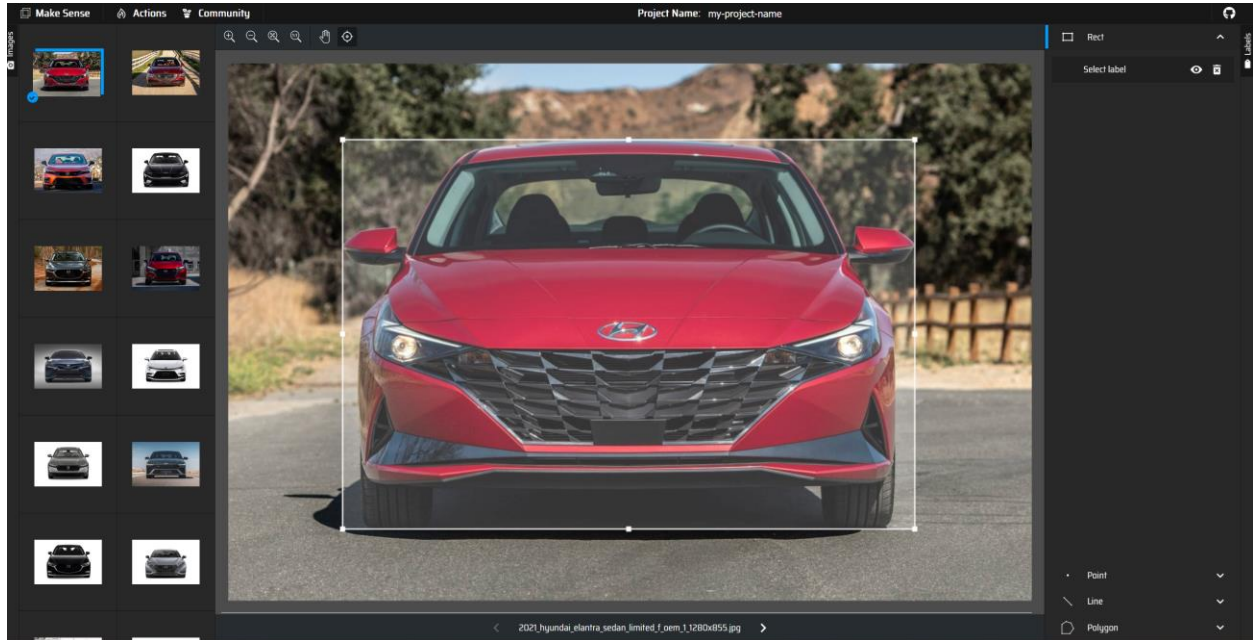 Make Sense Actions Community Project Name: my-project-name
Images
Labels
Rect
Select label
Point
Line
Polygon
2021_hyundai_elantra_sedan_limited_f_oem_1_1280x855.jpg